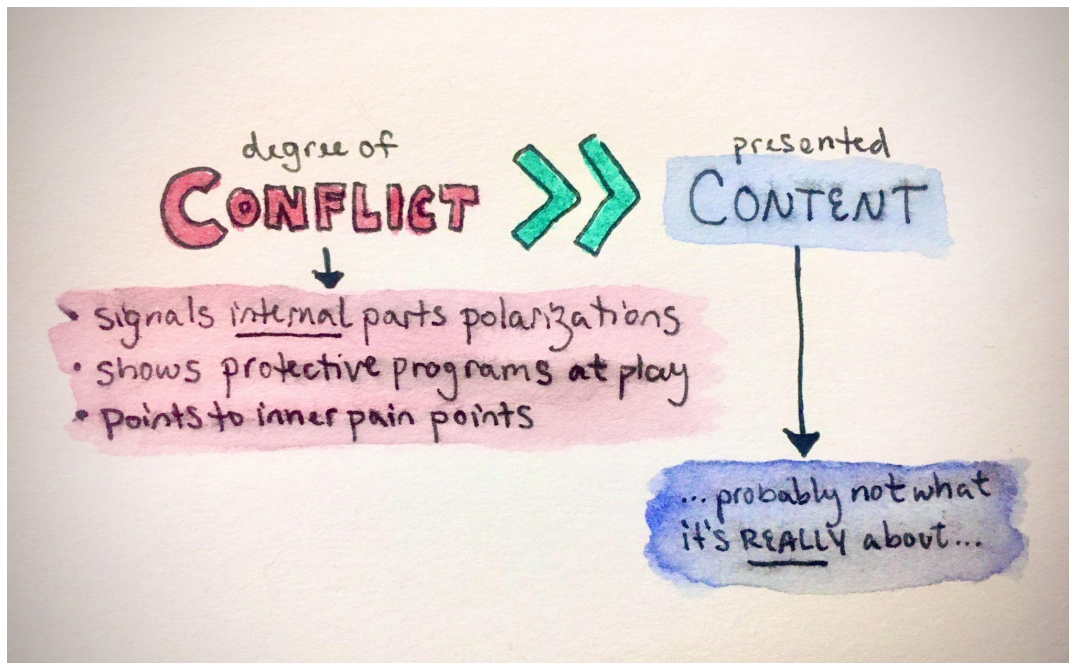 degree of
CONFLICT
presented
CONTENT
• signals internal parts polarizations
• shows protective programs at play
• points to inner pain points
...probably not what
it's REALLY about...